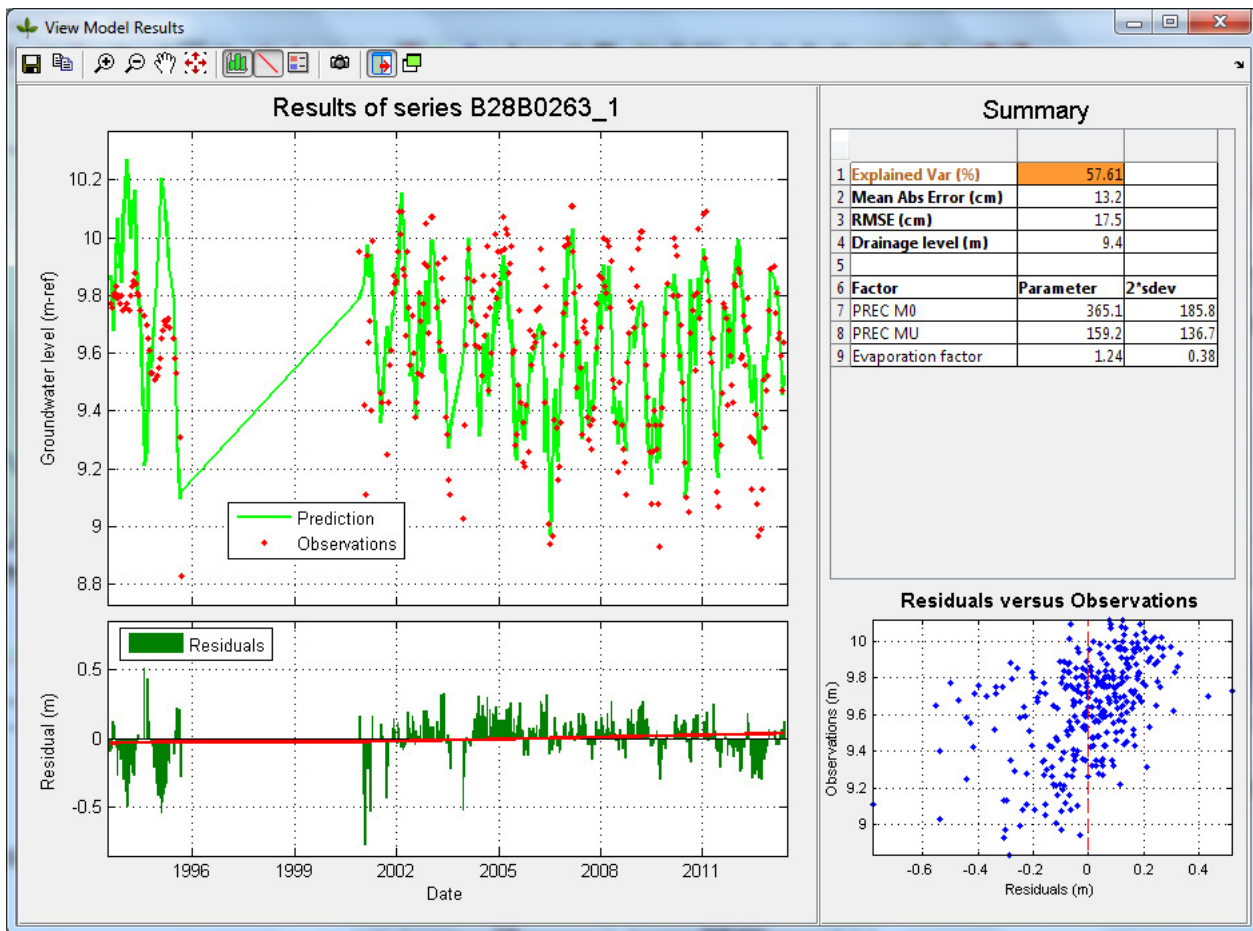 View Model Results
Results of series B28B0263_1
Groundwater level (m-ref)
10.2
10
9.8
9.6
9.4
9.2
9
8.8
Prediction
Observations
Residuals
Residual (m)
0.5
0
-0.5
1996 1999 2002 2005 2008 2011
Date
Summary
1 Explained Var (%) 57.61
2 Mean Abs Error (cm) 13.2
3 RMSE (cm) 17.5
4 Drainage level (m) 9.4
5
6 Factor Parameter 2*sdev
7 PREC M0 365.1 185.8
8 PREC MU 159.2 136.7
9 Evaporation factor 1.24 0.38
Residuals versus Observations
Observations (m)
10
9.8
9.6
9.4
9.2
9
-0.6 -0.4 -0.2 0 0.2 0.4
Residuals (m)